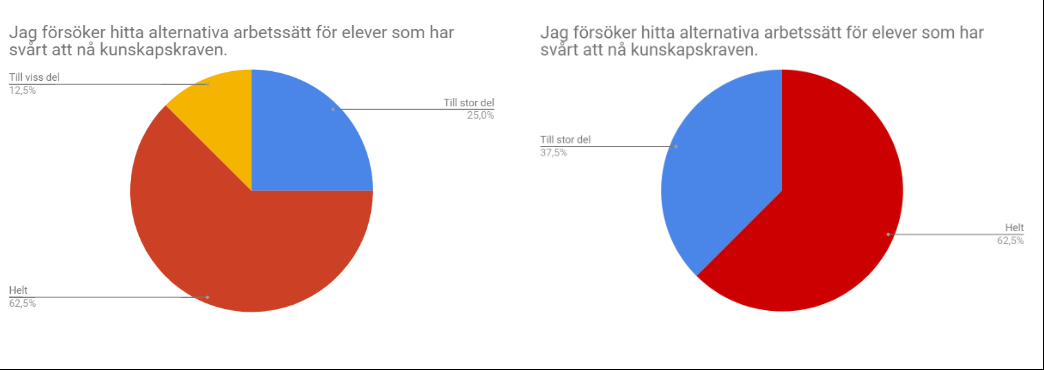 Jag försöker hitta alternativa arbetssätt för elever som har
svårt att nå kunskapskraven.
Till viss del
12,5%
Till stor del
25,0%
Helt
62,5%
Jag försöker hitta alternativa arbetssätt för elever som har
svårt att nå kunskapskraven.
Till stor del
37,5%
Helt
62,5%